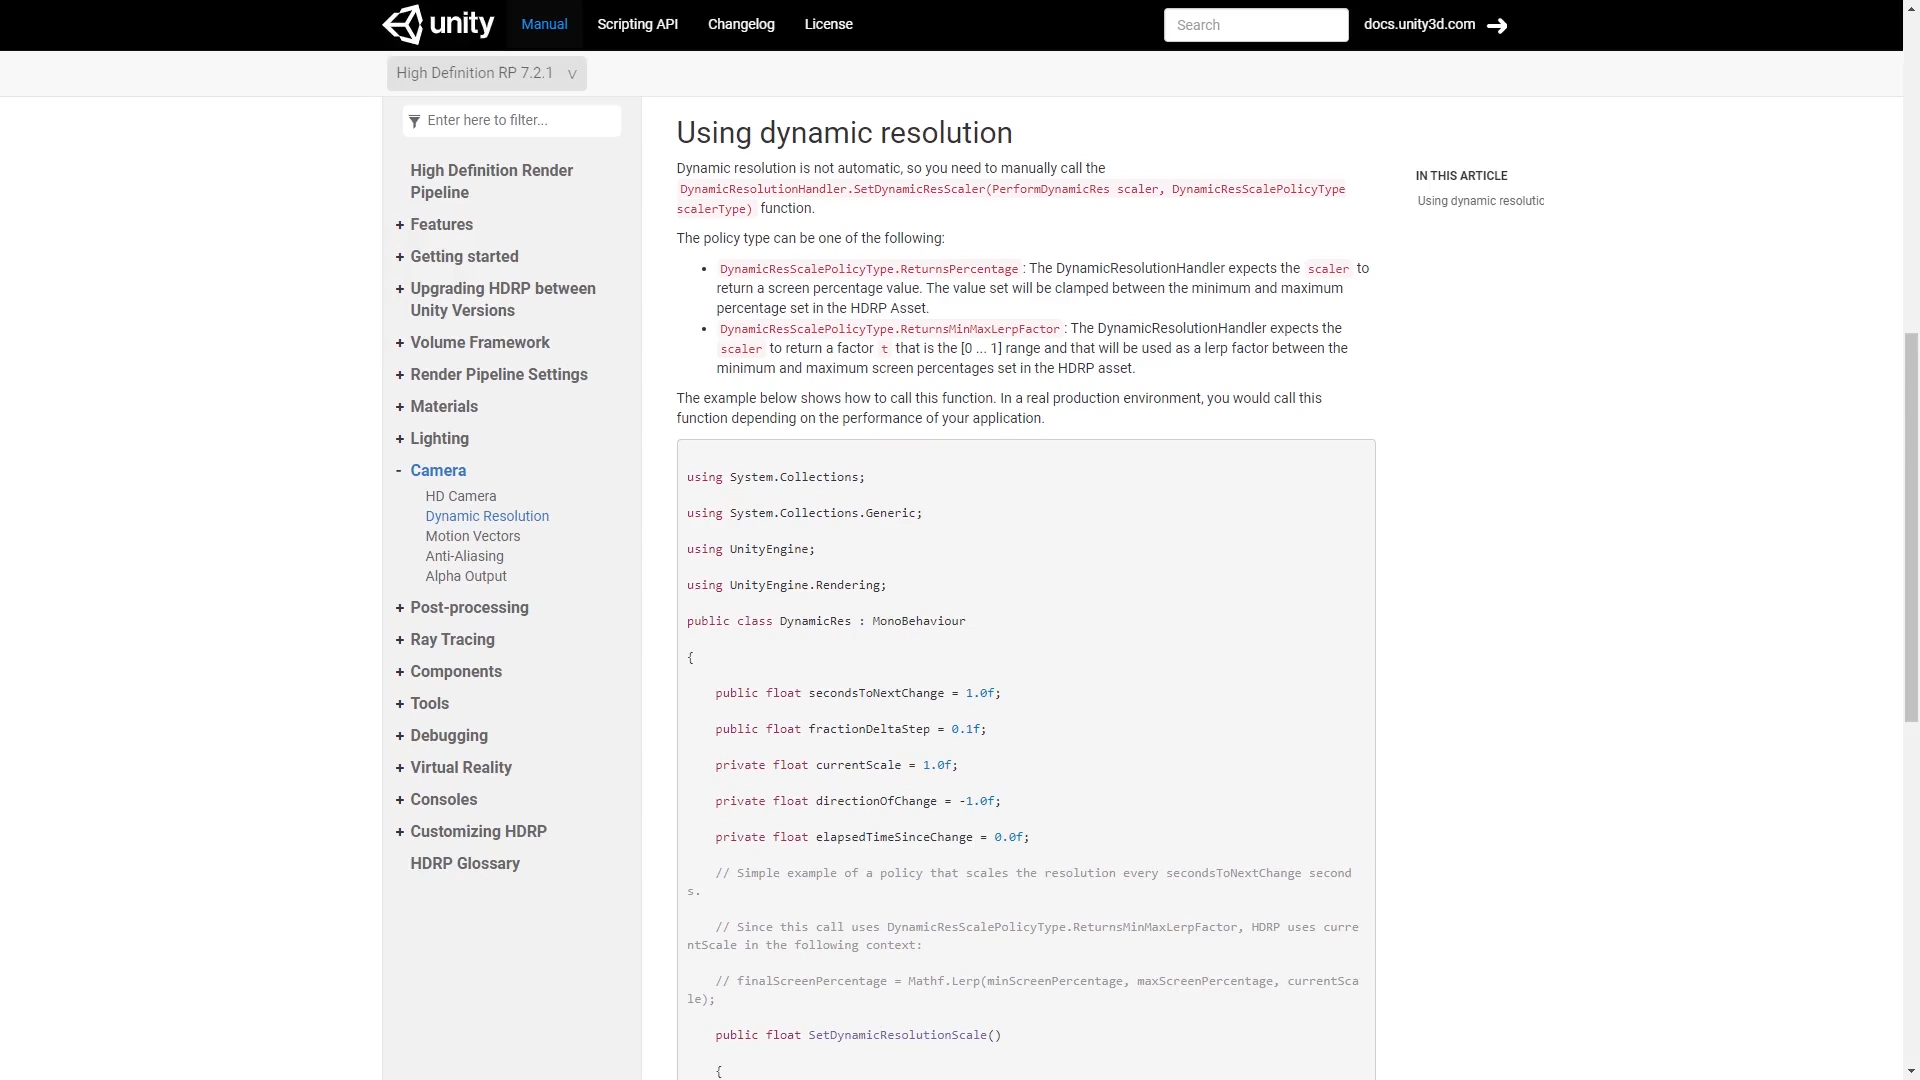 unity
Manual
Scripting API
Changelog
License
Search
docs.unity3d.com
High Definition RP 7.2.1
Enter here to filter...
High Definition Render
Pipeline
+ Features
+ Getting started
+ Upgrading HDRP between
Unity Versions
+ Volume Framework
+ Render Pipeline Settings
+ Materials
+ Lighting
- Camera
HD Camera
Dynamic Resolution
Motion Vectors
Anti-Aliasing
Alpha Output
+ Post-processing
+ Ray Tracing
+ Components
+ Tools
+ Debugging
+ Virtual Reality
+ Consoles
+ Customizing HDRP
HDRP Glossary
Using dynamic resolution
Dynamic resolution is not automatic, so you need to manually call the
DynamicResolutionHandler.SetDynamicResScaler(PerformDynamicRes scaler, DynamicResScalePolicyType
scalerType) function.
The policy type can be one of the following:
• DynamicResScalePolicyType.ReturnsPercentage : The DynamicResolutionHandler expects the scaler to
return a screen percentage value. The value set will be clamped between the minimum and maximum
percentage set in the HDRP Asset.
• DynamicResScalePolicyType.ReturnsMinMaxLerpFactor : The DynamicResolutionHandler expects the
scaler to return a factor t that is the [0 ... 1] range and that will be used as a lerp factor between the
minimum and maximum screen percentages set in the HDRP asset.
The example below shows how to call this function. In a real production environment, you would call this
function depending on the performance of your application.
using System.Collections;
using System.Collections.Generic;
using UnityEngine;
using UnityEngine.Rendering;
public class DynamicRes : MonoBehaviour
{
public float secondsToNextChange = 1.0f;
public float fractionDeltaStep = 0.1f;
private float currentScale = 1.0f;
private float directionOfChange = -1.0f;
private float elapsedTimeSinceChange = 0.0f;
// Simple example of a policy that scales the resolution every secondsToNextChange second
s.
// Since this call uses DynamicResScalePolicyType.ReturnsMinMaxLerpFactor, HDRP uses curre
ntScale in the following context:
// finalScreenPercentage = Mathf.Lerp(minScreenPercentage, maxScreenPercentage, currentSca
le);
public float SetDynamicResolutionScale()
{
IN THIS ARTICLE
Using dynamic resolutic